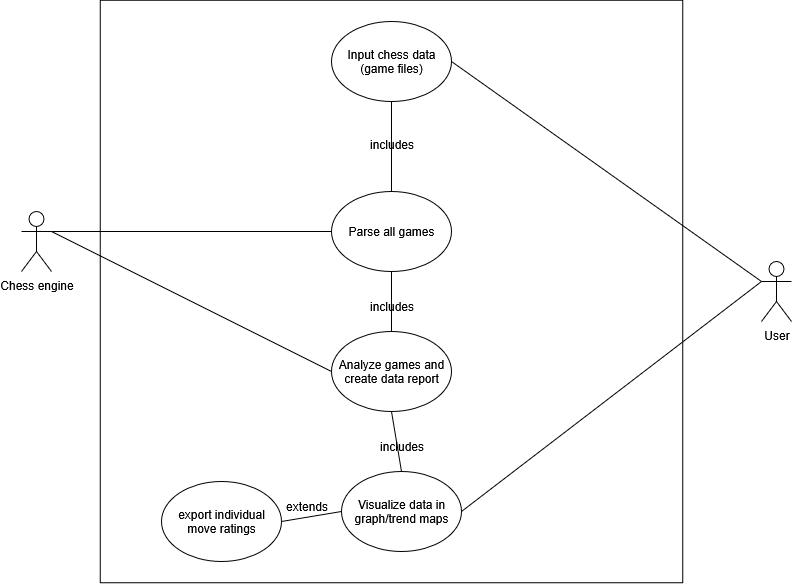 Input chess data
(game files)
includes
Parse all games
Chess engine
includes
User
Analyze games and
create data report
includes
export individual
move ratings
extends
Visualize data in
graph/trend maps